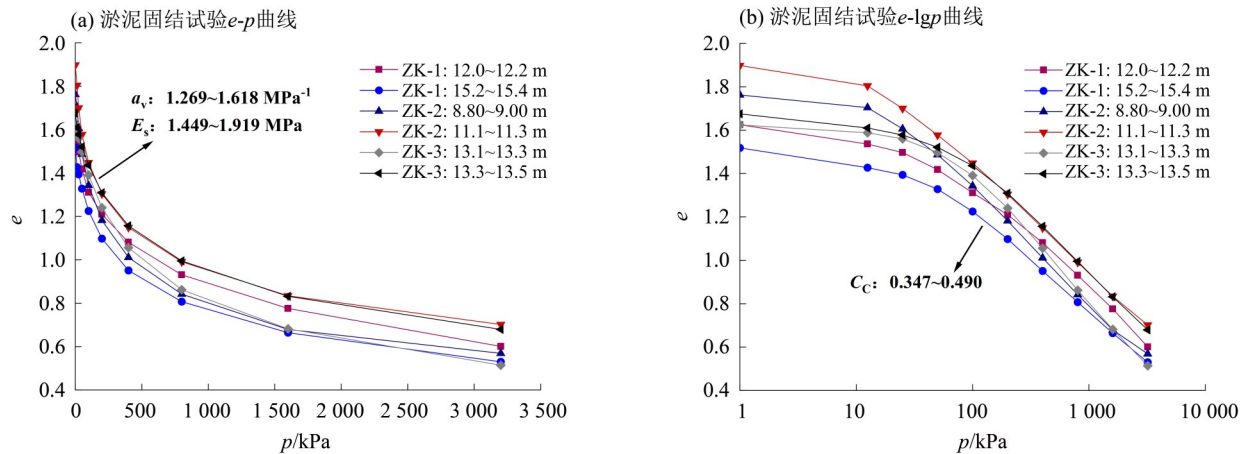 (a) 淤泥固结试验e-p曲线
2.0
1.8
1.6
1.4
1.2
1.0
0.8
0.6
0.4
e
0
500
1 000
1 500
2 000
2 500
3 000
3 500
p/kPa
av：1.269~1.618 MPa-1
Es：1.449~1.919 MPa
ZK-1: 12.0~12.2 m
ZK-1: 15.2~15.4 m
ZK-2: 8.80~9.00 m
ZK-2: 11.1~11.3 m
ZK-3: 13.1~13.3 m
ZK-3: 13.3~13.5 m
(b) 淤泥固结试验e-lgp曲线
2.0
1.8
1.6
1.4
1.2
1.0
0.8
0.6
0.4
e
1
10
100
1 000
10 000
p/kPa
CC：0.347~0.490
ZK-1: 12.0~12.2 m
ZK-1: 15.2~15.4 m
ZK-2: 8.80~9.00 m
ZK-2: 11.1~11.3 m
ZK-3: 13.1~13.3 m
ZK-3: 13.3~13.5 m